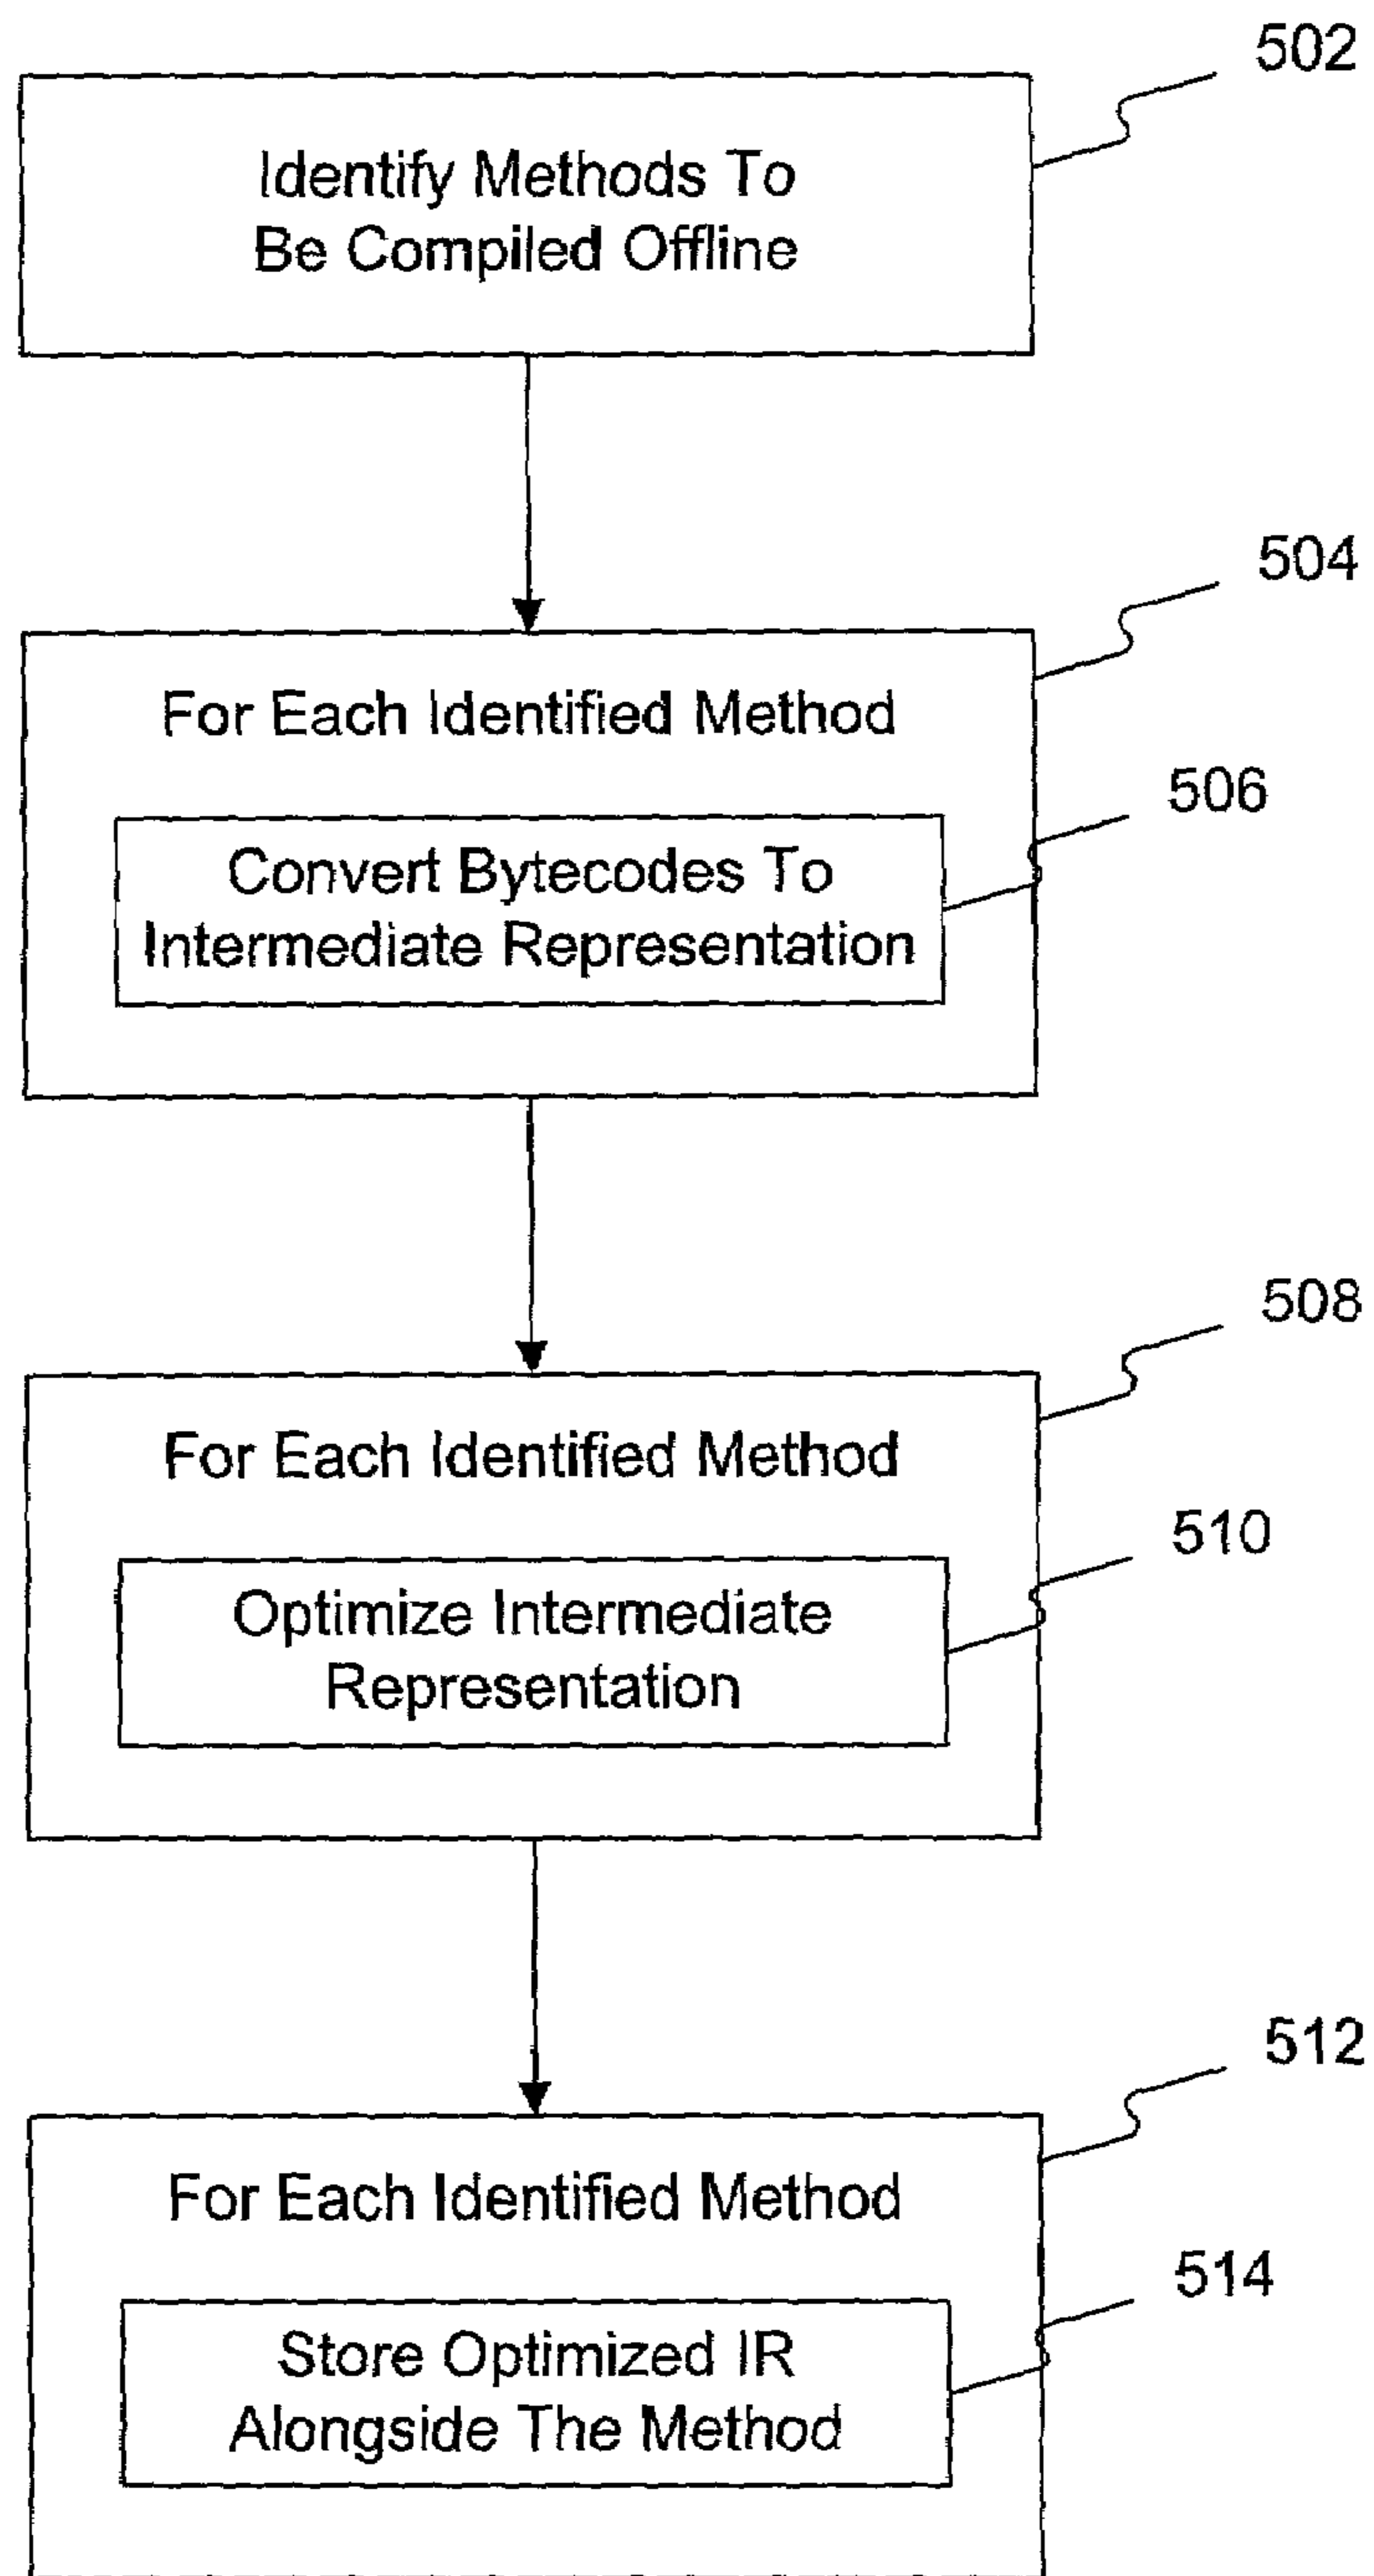 502
Identify Methods To
Be Compiled Offline
504
For Each Identified Method
506
Convert Bytecodes To
Intermediate Representation
508
For Each Identified Method
510
Optimize Intermediate
Representation
512
For Each Identified Method
514
Store Optimized IR
Alongside The Method